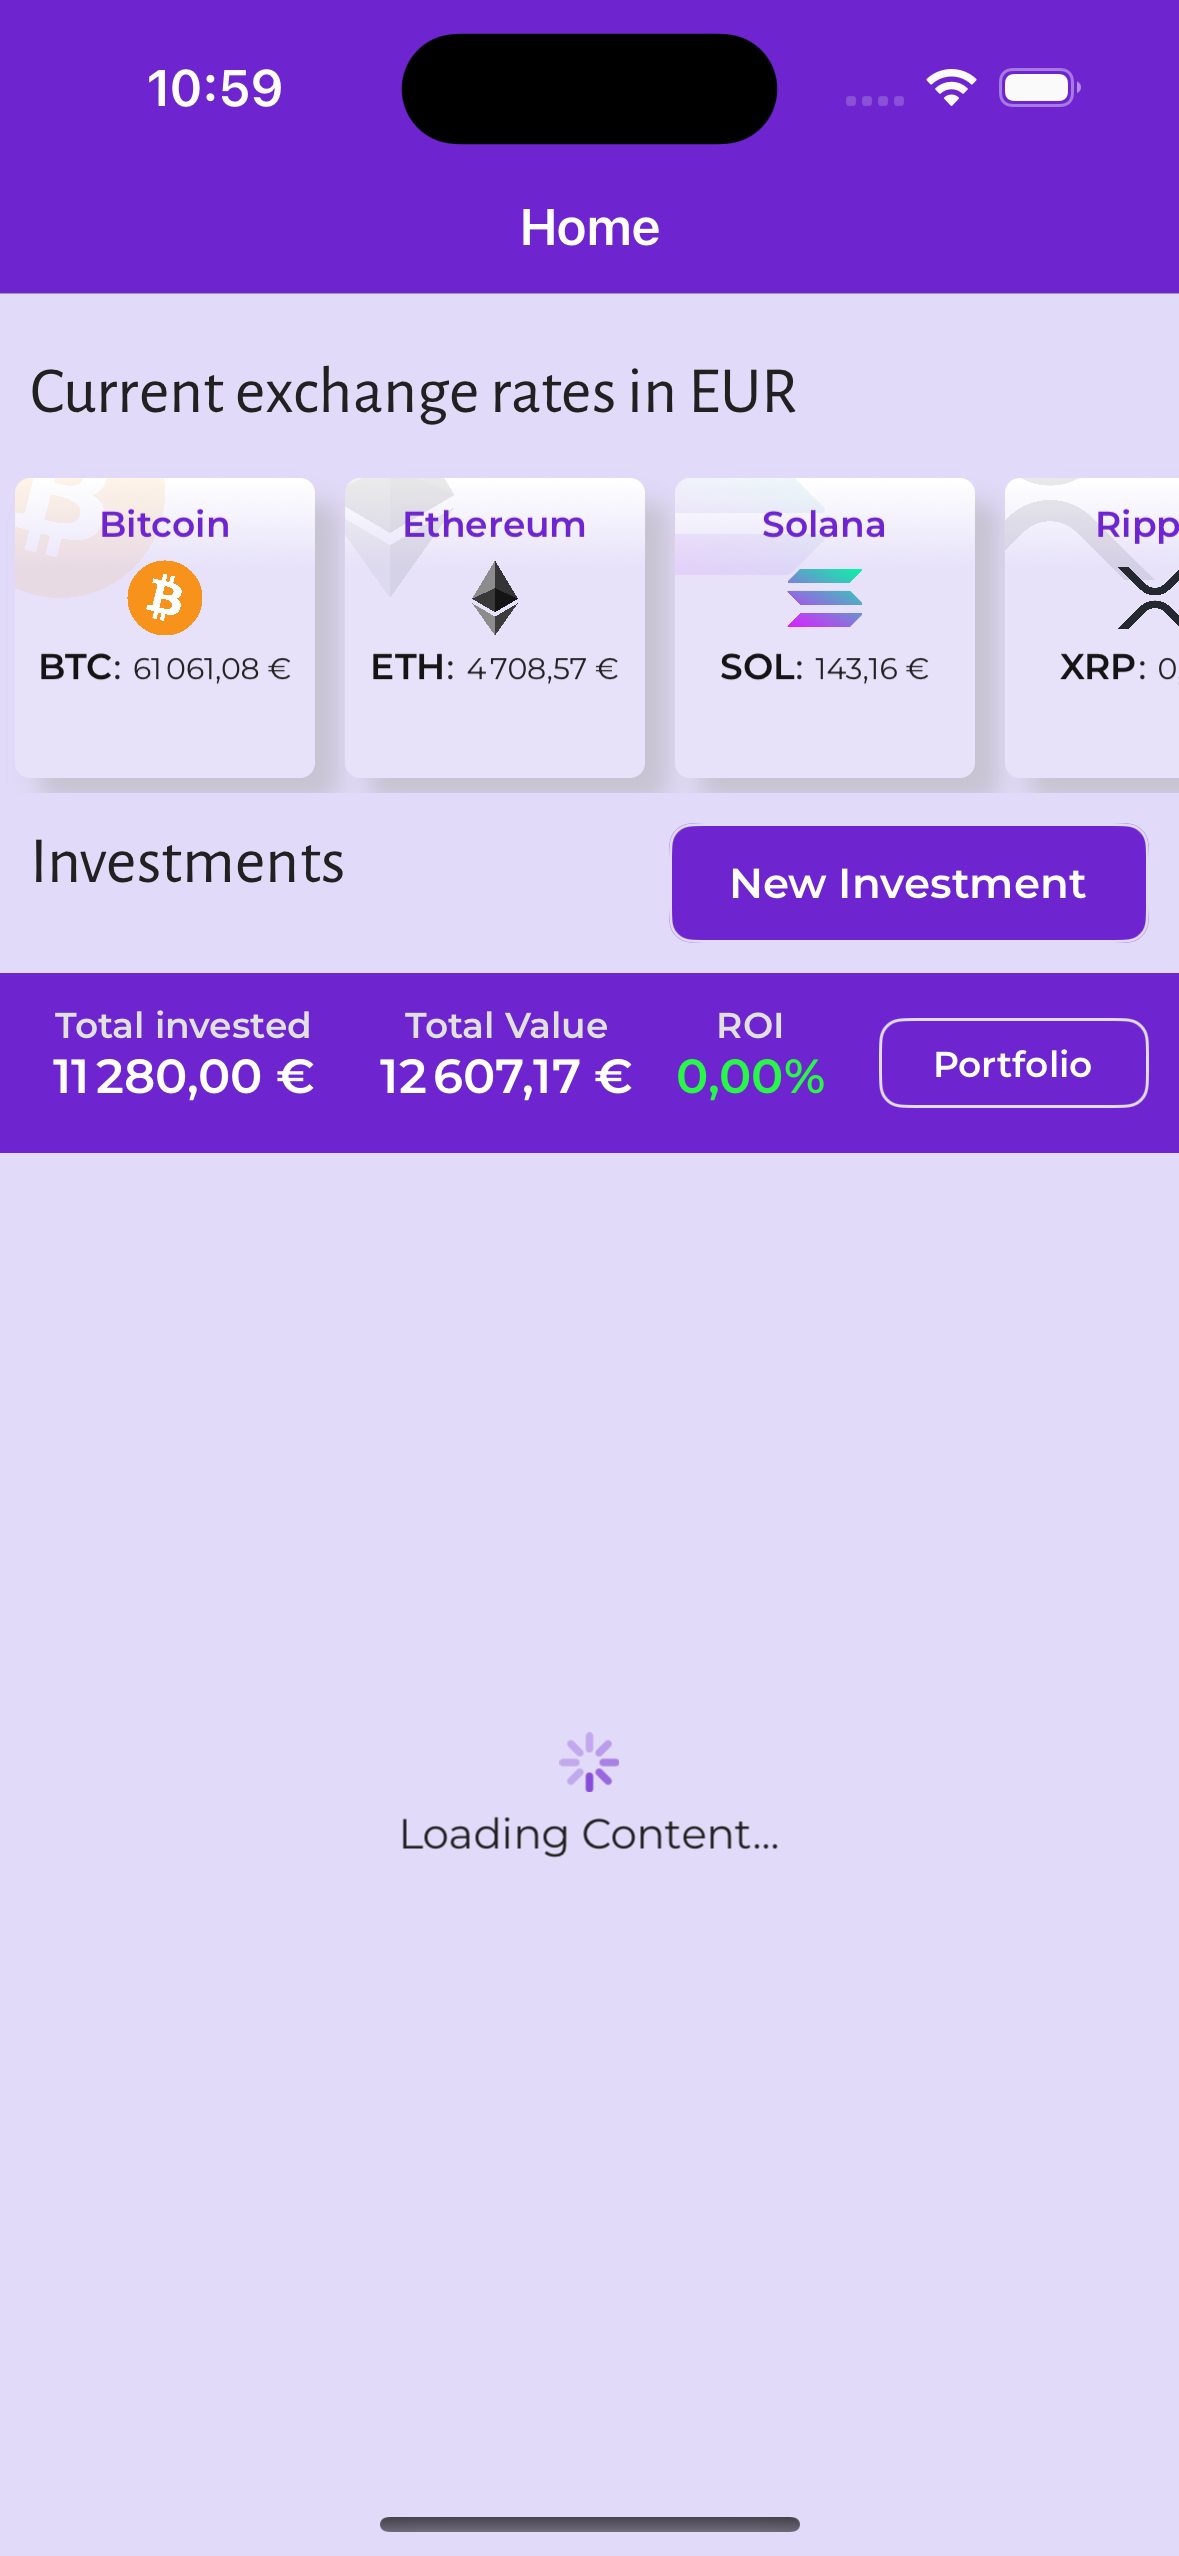 10:59
Home
Current exchange rates in EUR
Bitcoin
BTC: 61 061,08 €
Ethereum
ETH: 4 708,57 €
Solana
SOL: 143,16 €
Ripp
XRP: 0
Investments
New Investment
Total invested
11 280,00 €
Total Value
12 607,17 €
ROI
0,00%
Portfolio
Loading Content...